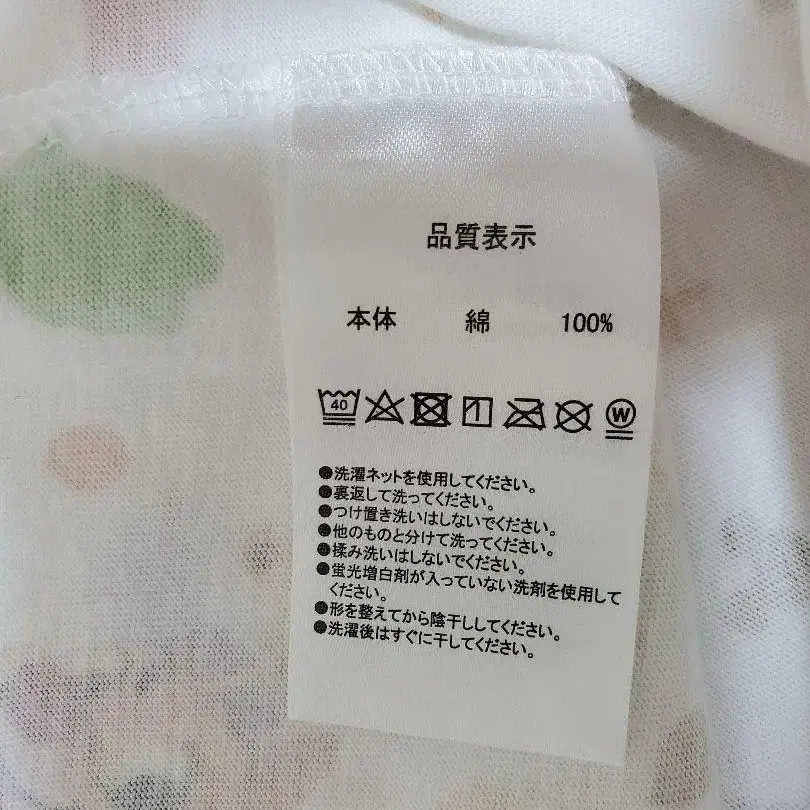 品質表示
本体 綿 100%
40 W
●洗濯ネットを使用してください。
●裏返して洗ってください。
●つけ置き洗いはしないでください。
●他のものと分けて洗ってください。
●揉み洗いはしないでください。
●蛍光増白剤が入っていない洗剤を使用して
ください。
●形を整えてから陰干ししてください。
●洗濯後はすぐに干してください。